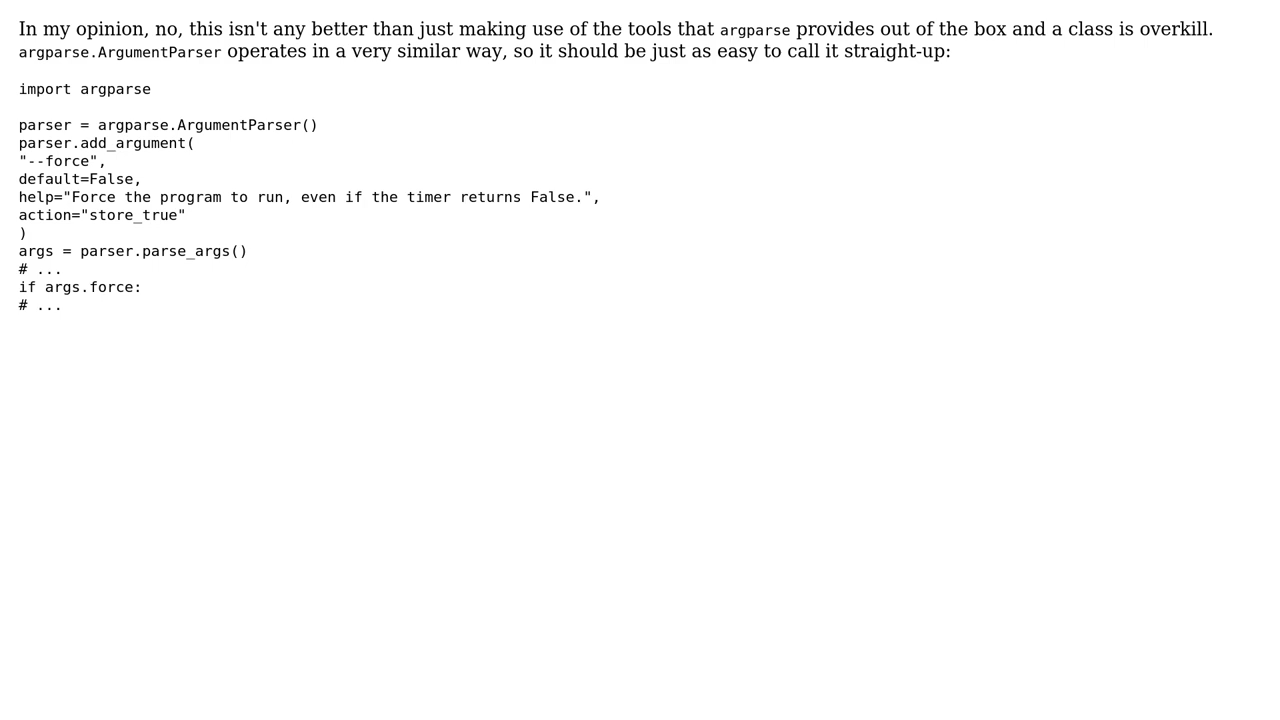 In my opinion, no, this isn't any better than just making use of the tools that argparse provides out of the box and a class is overkill.
argparse.ArgumentParser operates in a very similar way, so it should be just as easy to call it straight-up:
import argparse
parser = argparse.ArgumentParser()
parser.add_argument(
"--force",
default=False,
help="Force the program to run, even if the timer returns False.",
action="store_true"
)
args = parser.parse_args()
# ...
if args.force:
# ...